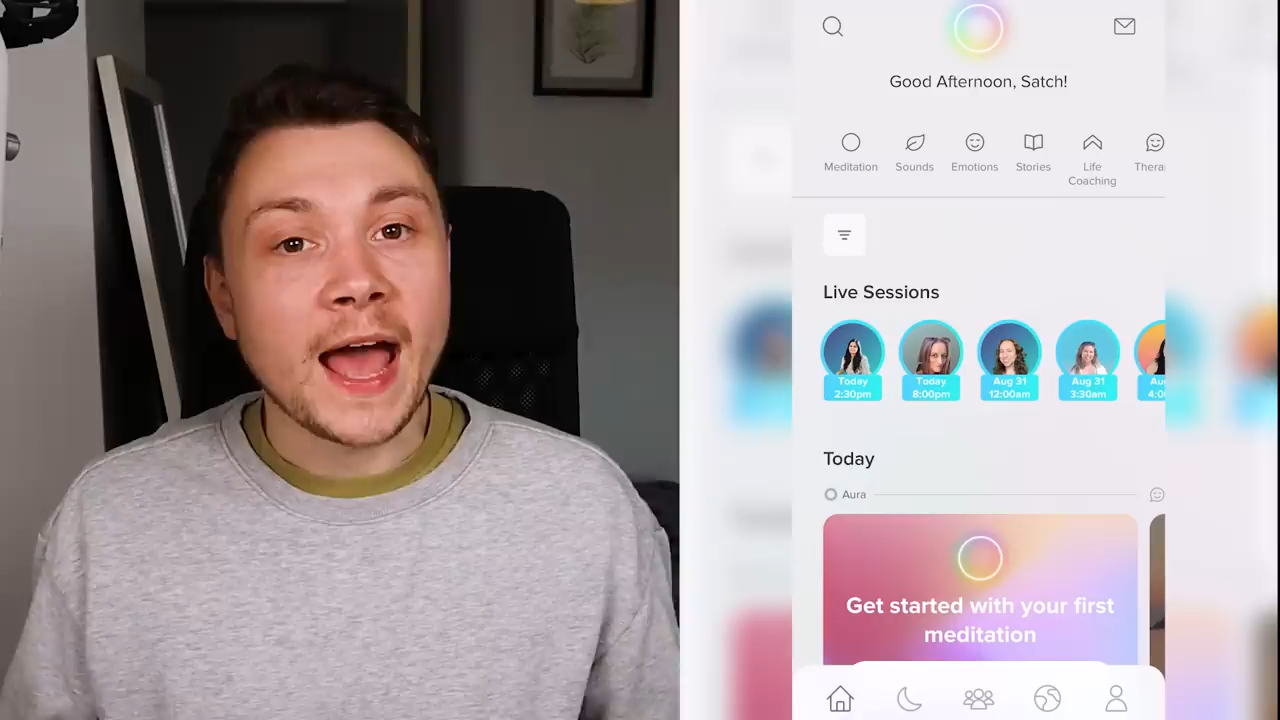 Good Afternoon, Satch!
Meditation Sounds Emotions Stories Life Coaching
Live Sessions
Today 2:30pm
Today 8:00pm
Aug 31 12:00am
Aug 31 3:30am
Today
Aura
Get started with your first
meditation